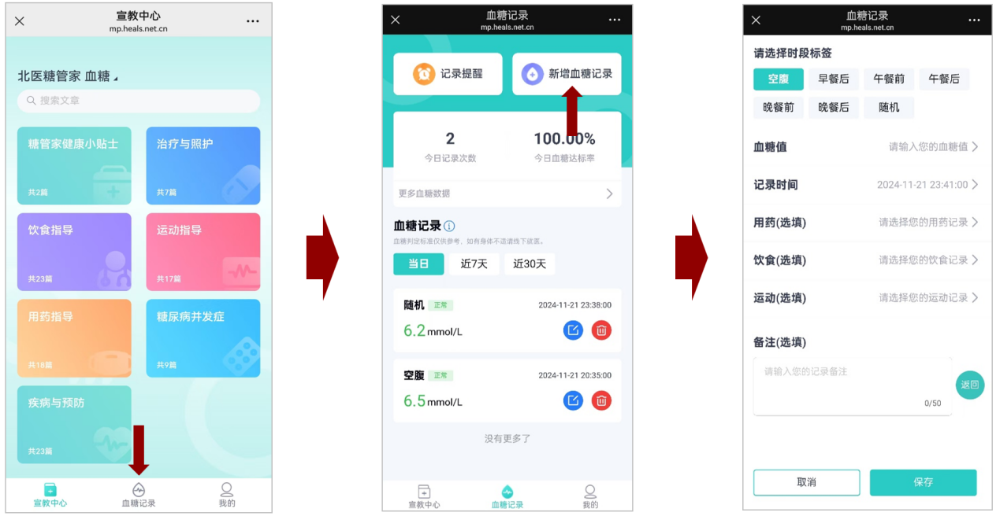 宣教中心
mp.heals.net.cn
北医糖管家 血糖
搜索文章
糖管家健康小贴士
共2篇
治疗与照护
共7篇
饮食指导
共23篇
运动指导
共17篇
用药指导
共18篇
糖尿病并发症
共9篇
疾病与预防
共23篇
宣教中心
血糖记录
我的
血糖记录
mp.heals.net.cn
记录提醒
新增血糖记录
2
今日记录次数
100.00%
今日血糖达标率
更多血糖数据
血糖记录
血糖判定标准仅供参考，如有身体不适请线下就医。
当日 近7天 近30天
随机 正常 2024-11-21 23:38:00
6.2 mmol/L
空腹 正常 2024-11-21 20:35:00
6.5 mmol/L
没有更多了
宣教中心
血糖记录
我的
血糖记录
mp.heals.net.cn
请选择时段标签
空腹 早餐后 午餐前 午餐后
晚餐前 晚餐后 随机
血糖值 请输入您的血糖值
记录时间 2024-11-21 23:41:00
用药(选填) 请选择您的用药记录
饮食(选填) 请选择您的饮食记录
运动(选填) 请选择您的运动记录
备注(选填)
请输入您的记录备注
返回
0/50
取消 保存